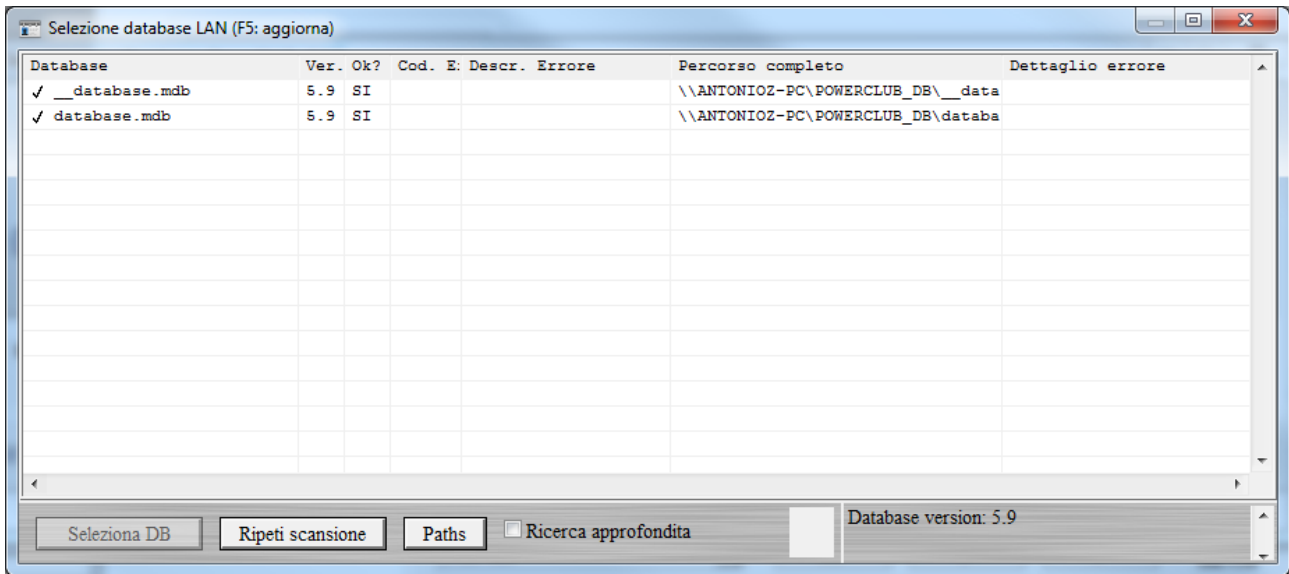 Selezione database LAN (F5: aggiorna)
Database Ver. Ok? Cod. E: Descr. Errore Percorso completo Dettaglio errore
✓ __database.mdb 5.9 SI \\ANTONIOZ-PC\POWERCLUB_DB\__data
✓ database.mdb 5.9 SI \\ANTONIOZ-PC\POWERCLUB_DB\databa
Seleziona DB Ripeti scansione Paths Ricerca approfondita Database version: 5.9